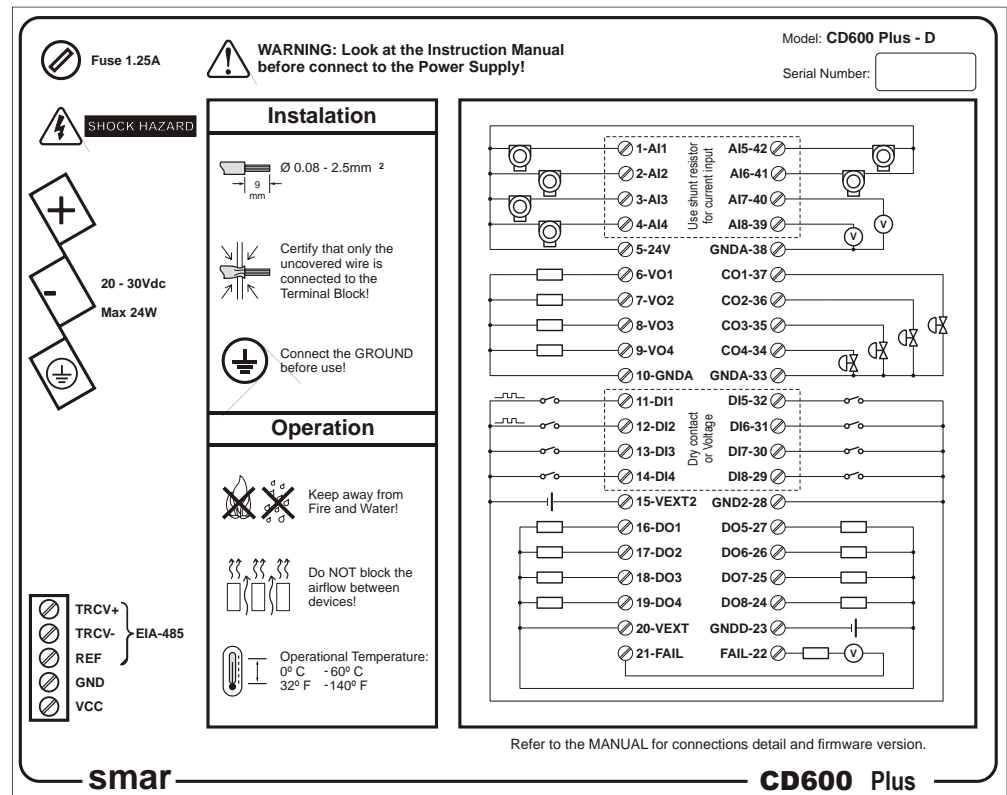 Fuse 1.25A
WARNING: Look at the Instruction Manual
before connect to the Power Supply!
Model: CD600 Plus - D
Serial Number:
SHOCK HAZARD
20 - 30Vdc
Max 24W
TRCV+
TRCV-
REF
EIA-485
GND
VCC
Instalation
Ø 0.08 - 2.5mm ²
9
mm
Certify that only the
uncovered wire is
connected to the
Terminal Block!
Connect the GROUND
before use!
Operation
Keep away from
Fire and Water!
Do NOT block the
airflow between
devices!
Operational Temperature:
0º C - 60º C
32º F - 140º F
Use shunt resistor
for current input
1-AI1 AI5-42
2-AI2 AI6-41
3-AI3 AI7-40
4-AI4 AI8-39
V
V
5-24V GNDA-38
6-VO1 CO1-37
7-VO2 CO2-36
8-VO3 CO3-35
9-VO4 CO4-34
10-GNDA GNDA-33
Dry contact
or Voltage
11-DI1 DI5-32
12-DI2 DI6-31
13-DI3 DI7-30
14-DI4 DI8-29
15-VEXT2 GND2-28
16-DO1 DO5-27
17-DO2 DO6-26
18-DO3 DO7-25
19-DO4 DO8-24
20-VEXT GNDD-23
21-FAIL FAIL-22 V
Refer to the MANUAL for connections detail and firmware version.
smar
CD600 Plus